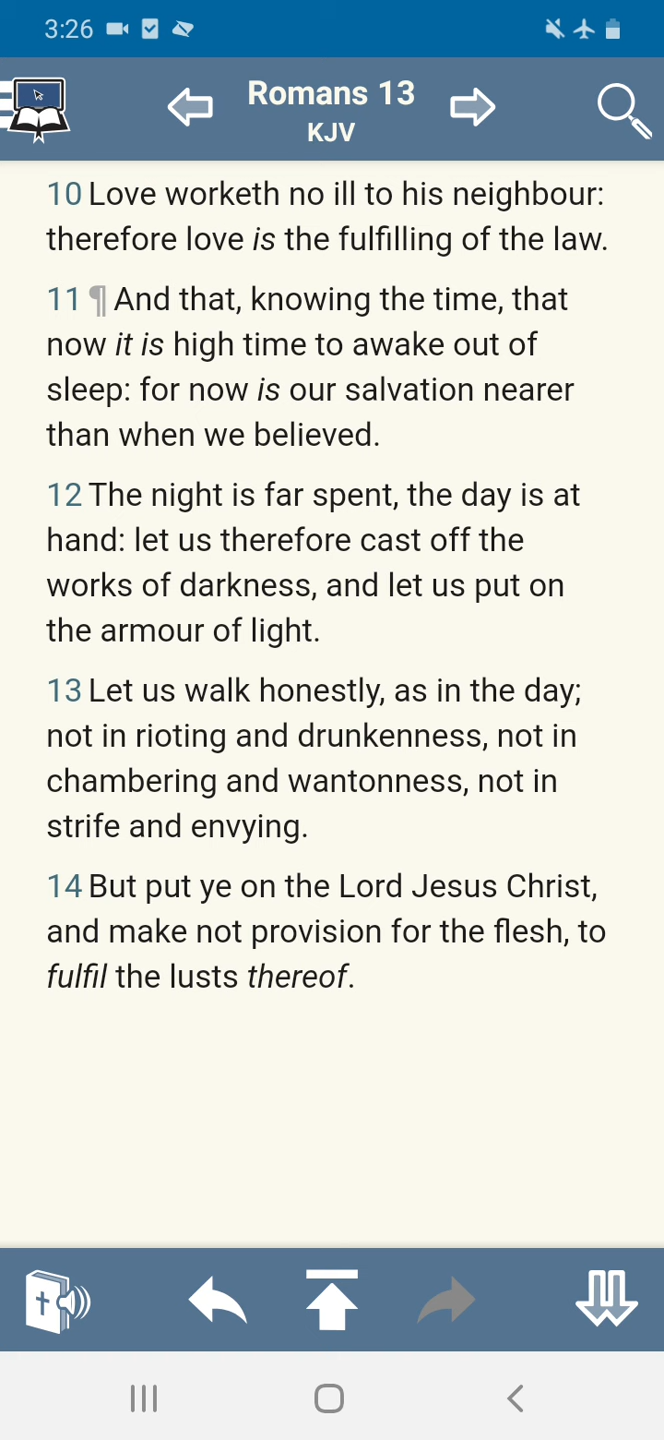 3:26
Romans 13
KJV
10 Love worketh no ill to his neighbour:
therefore love is the fulfilling of the law.
11 ¶ And that, knowing the time, that
now it is high time to awake out of
sleep: for now is our salvation nearer
than when we believed.
12 The night is far spent, the day is at
hand: let us therefore cast off the
works of darkness, and let us put on
the armour of light.
13 Let us walk honestly, as in the day;
not in rioting and drunkenness, not in
chambering and wantonness, not in
strife and envying.
14 But put ye on the Lord Jesus Christ,
and make not provision for the flesh, to
fulfil the lusts thereof.